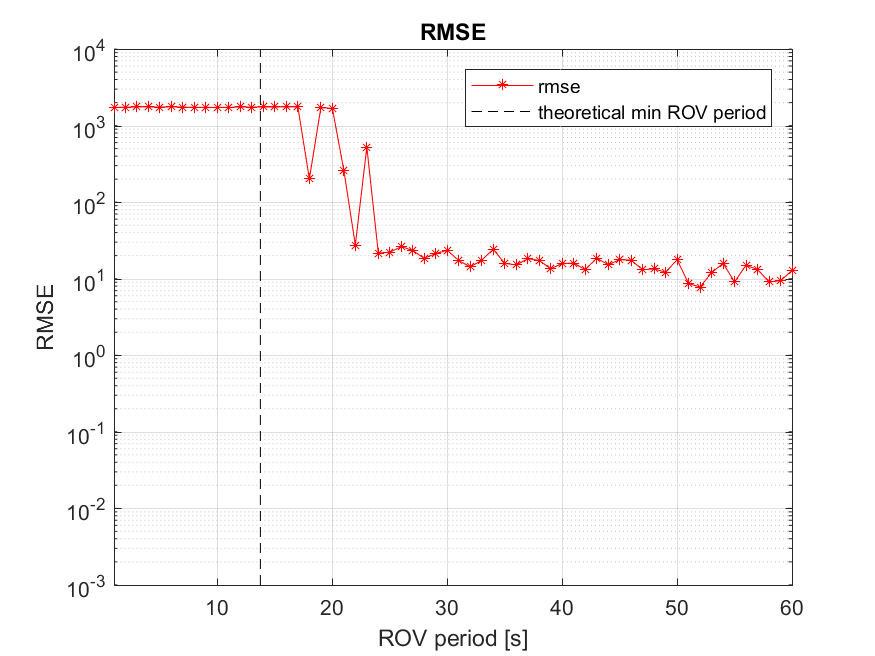 RMSE
rmse
theoretical min ROV period
10^4
10^3
10^2
10^1
10^0
10^-1
10^-2
10^-3
RMSE
10 20 30 40 50 60
ROV period [s]